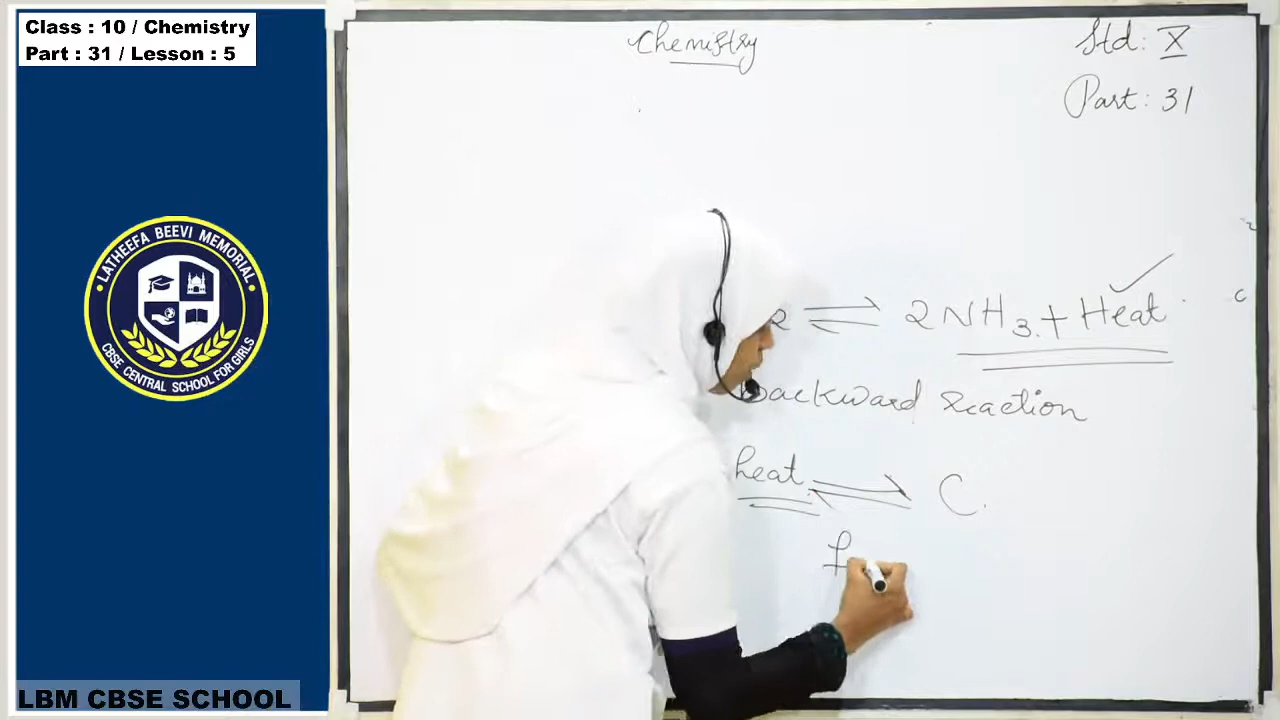 Class : 10 / Chemistry
Part : 31 / Lesson : 5
Chemistry
Std: X
Part: 31
LATHEEFA BEEVI MEMORIAL
CBSE CENTRAL SCHOOL FOR GIRLS
2 ⇌ 2NH3 + Heat
backward reaction
heat ⇌ C.
f
LBM CBSE SCHOOL